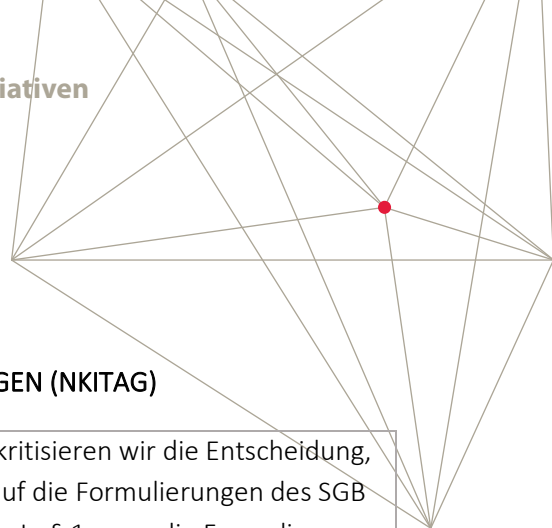 iativen
GEN (NKITAG)
kritisieren wir die Entscheidung,
uf die Formulierungen des SGB